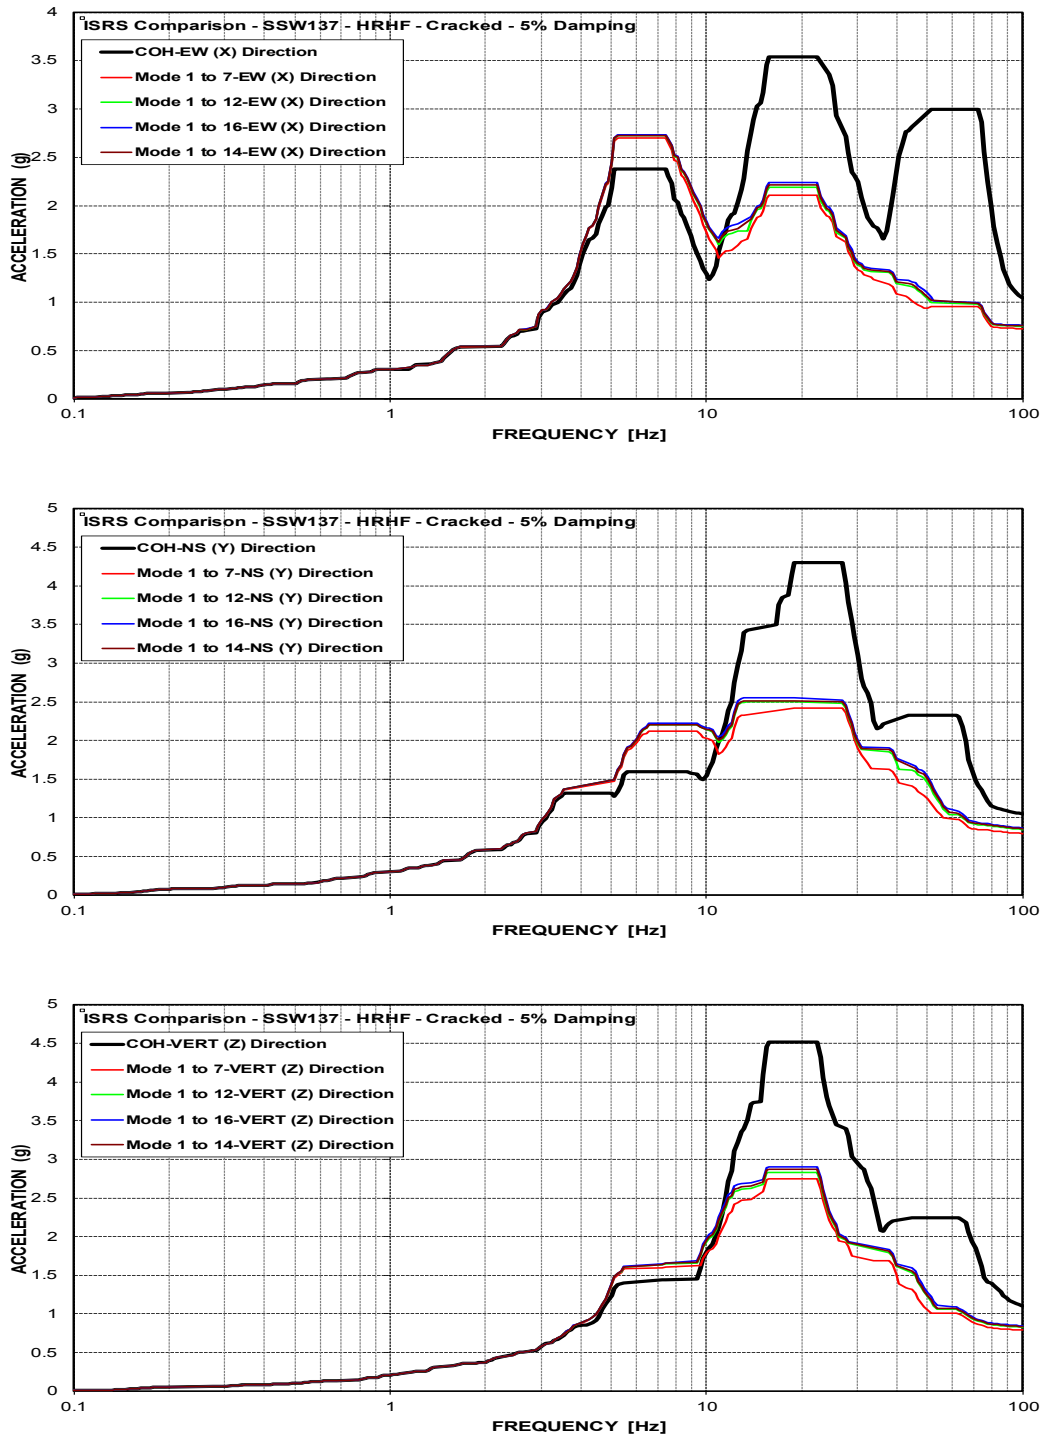 ISRS Comparison - SSW137 - HRHF - Cracked - 5% Damping
COH-EW (X) Direction
Mode 1 to 7-EW (X) Direction
Mode 1 to 12-EW (X) Direction
Mode 1 to 16-EW (X) Direction
Mode 1 to 14-EW (X) Direction
ACCELERATION (g)
4
3.5
3
2.5
2
1.5
1
0.5
0
0.1
1
10
100
FREQUENCY [Hz]
ISRS Comparison - SSW137 - HRHF - Cracked - 5% Damping
COH-NS (Y) Direction
Mode 1 to 7-NS (Y) Direction
Mode 1 to 12-NS (Y) Direction
Mode 1 to 16-NS (Y) Direction
Mode 1 to 14-NS (Y) Direction
ACCELERATION (g)
5
4.5
4
3.5
3
2.5
2
1.5
1
0.5
0
0.1
1
10
100
FREQUENCY [Hz]
ISRS Comparison - SSW137 - HRHF - Cracked - 5% Damping
COH-VERT (Z) Direction
Mode 1 to 7-VERT (Z) Direction
Mode 1 to 12-VERT (Z) Direction
Mode 1 to 16-VERT (Z) Direction
Mode 1 to 14-VERT (Z) Direction
ACCELERATION (g)
5
4.5
4
3.5
3
2.5
2
1.5
1
0.5
0
0.1
1
10
100
FREQUENCY [Hz]